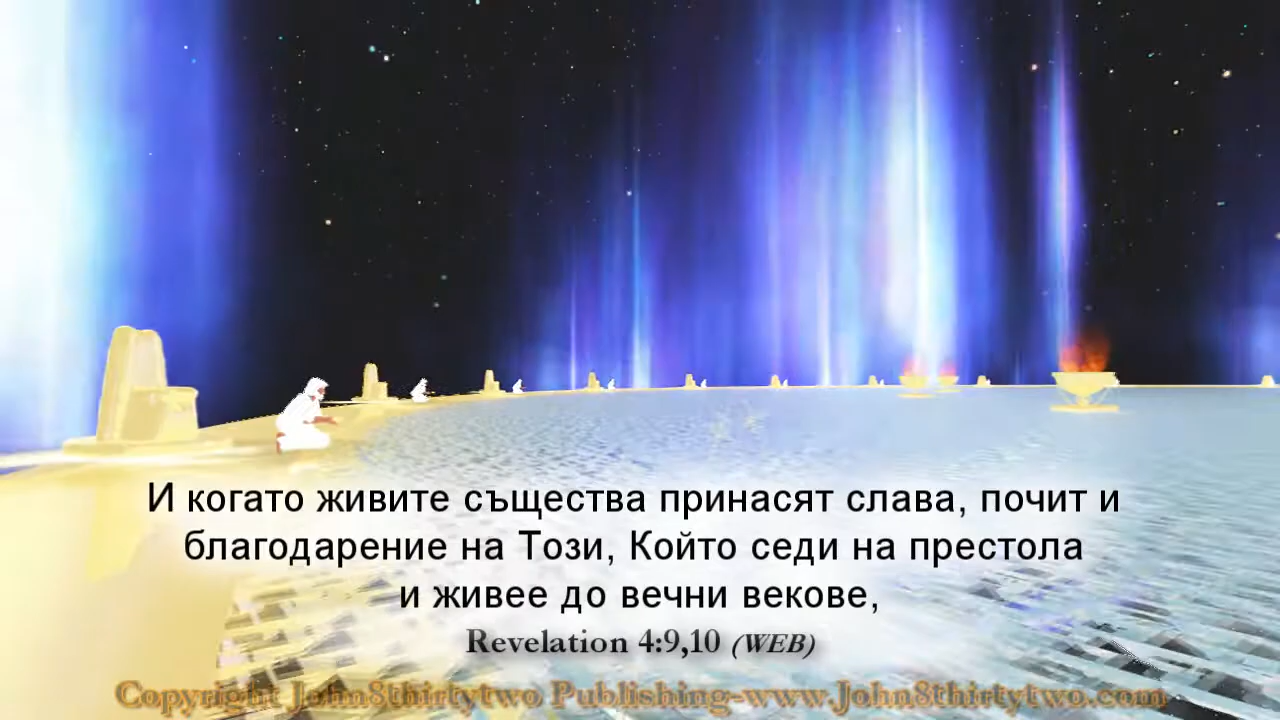 И когато живите същества принасят слава, почит и
благодарение на Този, Който седи на престола
и живее до вечни векове,
Revelation 4:9,10 (WEB)
Copyright John8thirtytwo Publishing-www.John8thirtytwo.com